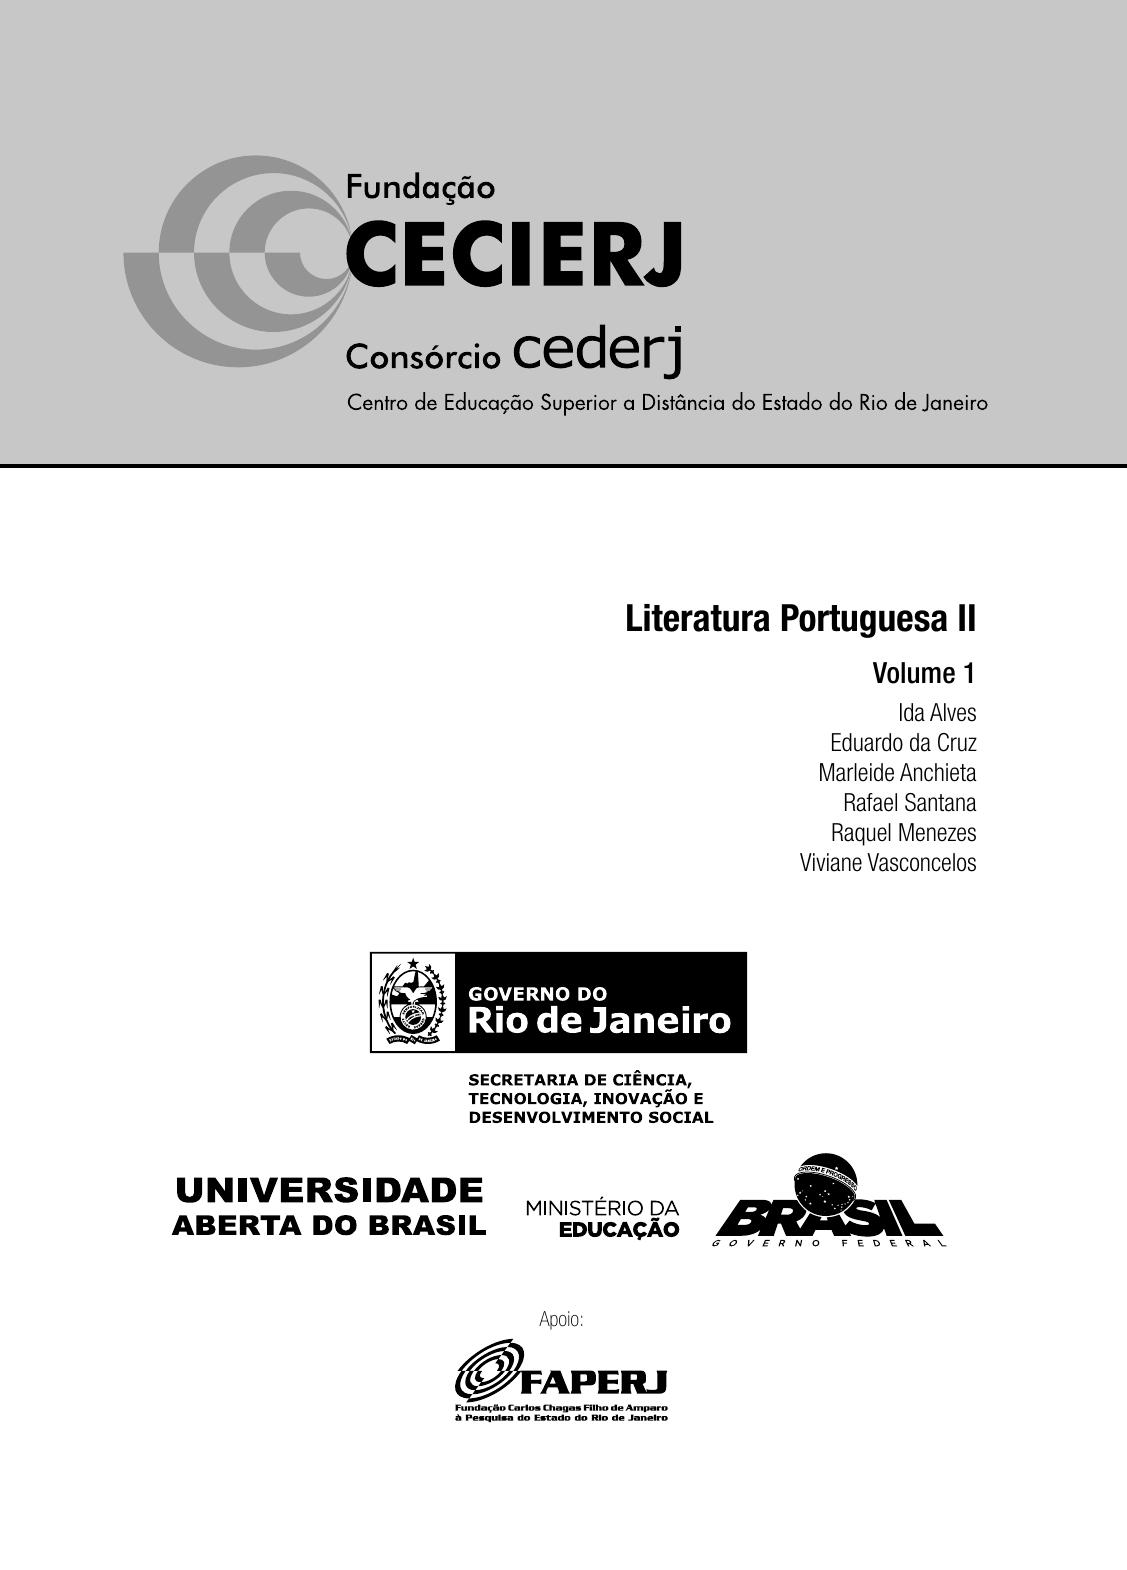 Fundação
CECIERJ
Consórcio cederj
Centro de Educação Superior a Distância do Estado do Rio de Janeiro
Literatura Portuguesa II
Volume 1
Ida Alves
Eduardo da Cruz
Marleide Anchieta
Rafael Santana
Raquel Menezes
Viviane Vasconcelos
GOVERNO DO
Rio de Janeiro
SECRETARIA DE CIÊNCIA,
TECNOLOGIA, INOVAÇÃO E
DESENVOLVIMENTO SOCIAL
UNIVERSIDADE
ABERTA DO BRASIL
MINISTÉRIO DA
EDUCAÇÃO
ORDEM E PROGRESSO
BRASIL
GOVERNO FEDERAL
Apoio:
FAPERJ
Fundação Carlos Chagas Filho de Amparo
à Pesquisa do Estado do Rio de Janeiro